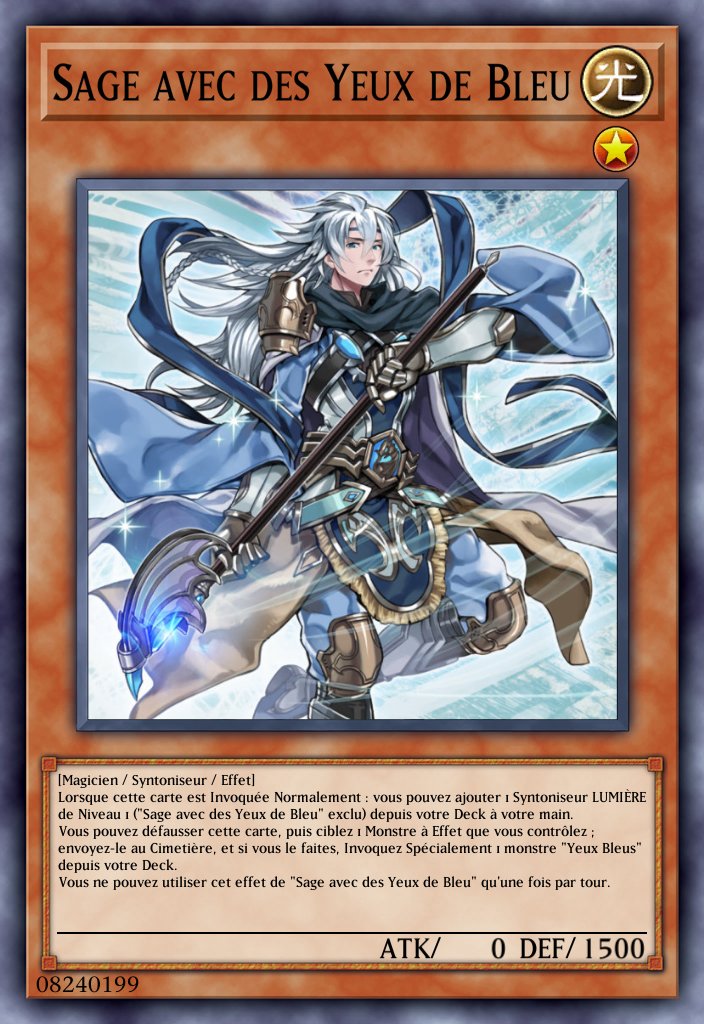 Sage avec des Yeux de Bleu
光
[Magicien / Syntoniseur / Effet]
Lorsque cette carte est Invoquée Normalement : vous pouvez ajouter 1 Syntoniseur LUMIÈRE
de Niveau 1 ("Sage avec des Yeux de Bleu" exclu) depuis votre Deck à votre main.
Vous pouvez défausser cette carte, puis ciblez 1 Monstre à Effet que vous contrôlez ;
envoyez-le au Cimetière, et si vous le faites, Invoquez Spécialement 1 monstre "Yeux Bleus"
depuis votre Deck.
Vous ne pouvez utiliser cet effet de "Sage avec des Yeux de Bleu" qu'une fois par tour.
ATK/ 0 DEF/ 1500
08240199